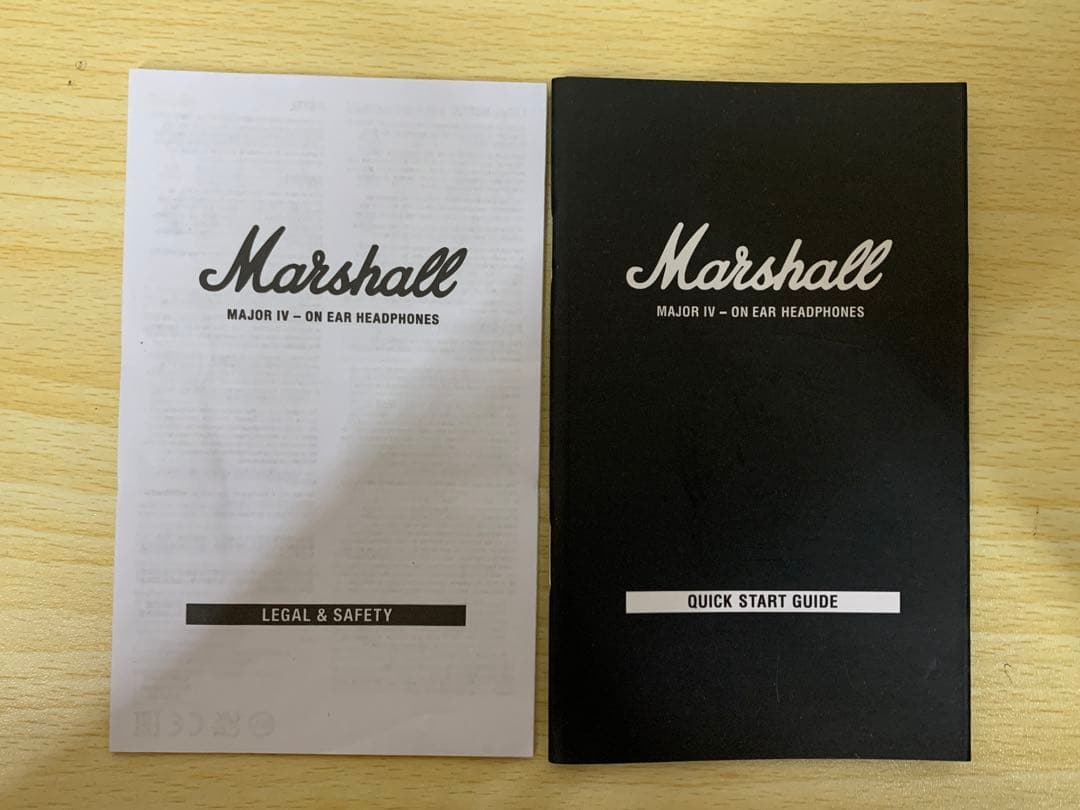 Marshall
MAJOR IV – ON EAR HEADPHONES
LEGAL & SAFETY
Marshall
MAJOR IV – ON EAR HEADPHONES
QUICK START GUIDE